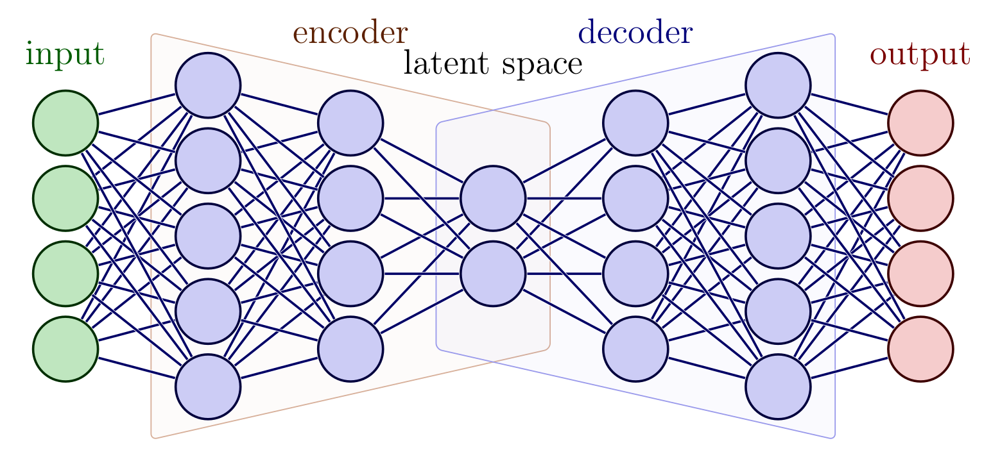 input
encoder
latent space
decoder
output